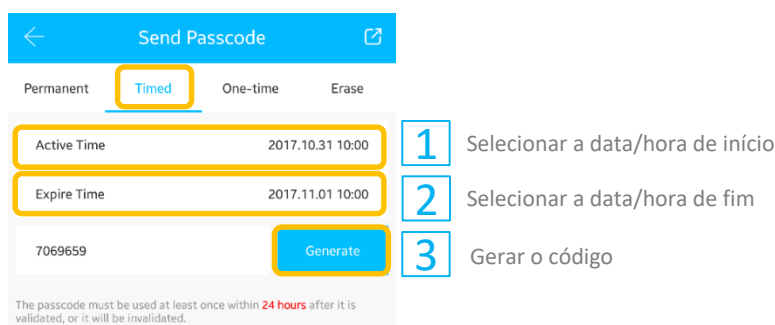 Send Passcode
Permanent Timed One-time Erase
Active Time 2017.10.31 10:00 1 Selecionar a data/hora de início
Expire Time 2017.11.01 10:00 2 Selecionar a data/hora de fim
7069659 Generate 3 Gerar o código
The passcode must be used at least once within 24 hours after it is
validated, or it will be invalidated.